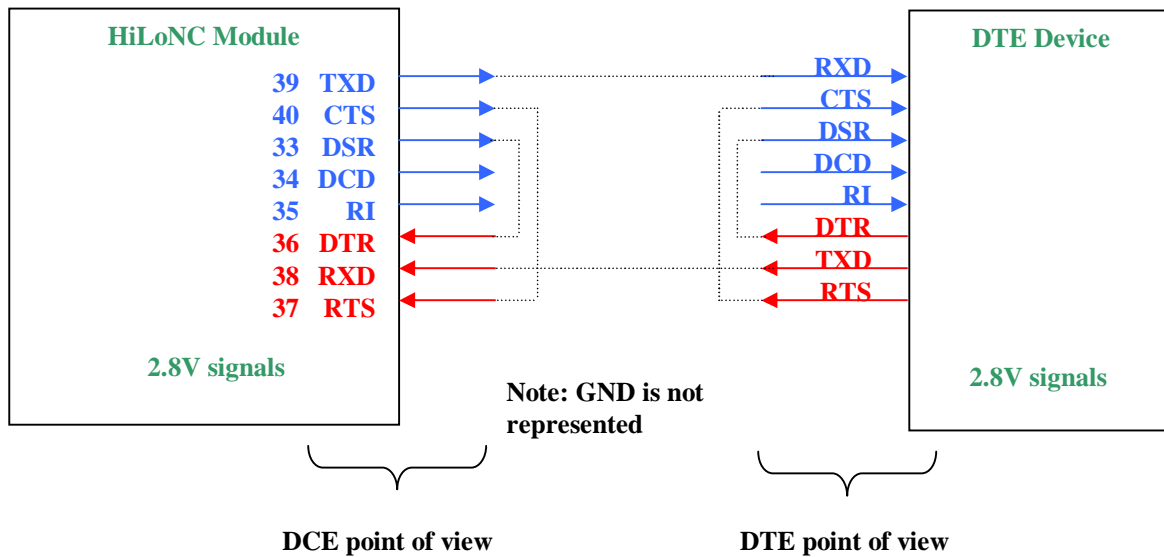 HiLoNC Module
39 TXD
40 CTS
33 DSR
34 DCD
35 RI
36 DTR
38 RXD
37 RTS
2.8V signals
DTE Device
RXD
CTS
DSR
DCD
RI
DTR
TXD
RTS
2.8V signals
Note: GND is not
represented
DCE point of view
DTE point of view